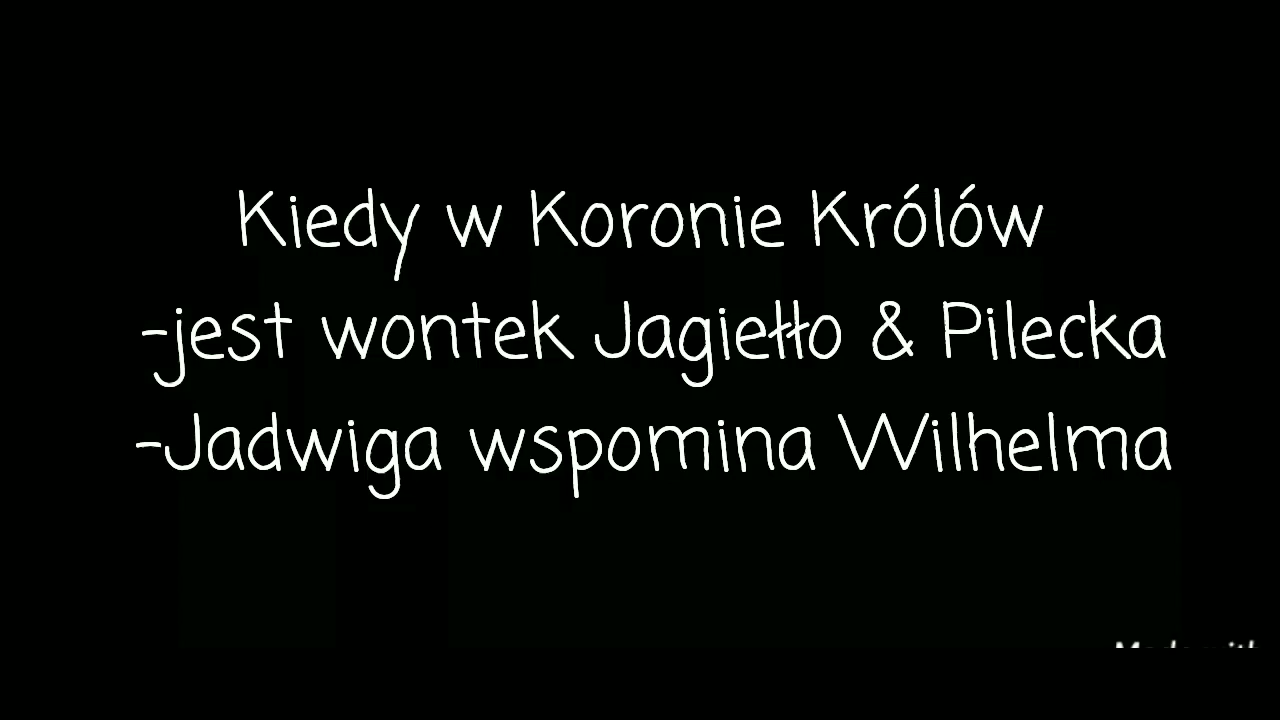 Kiedy w Koronie Królów
-jest wontek Jagiełło & Pilecka
-Jadwiga wspomina Wilhelma